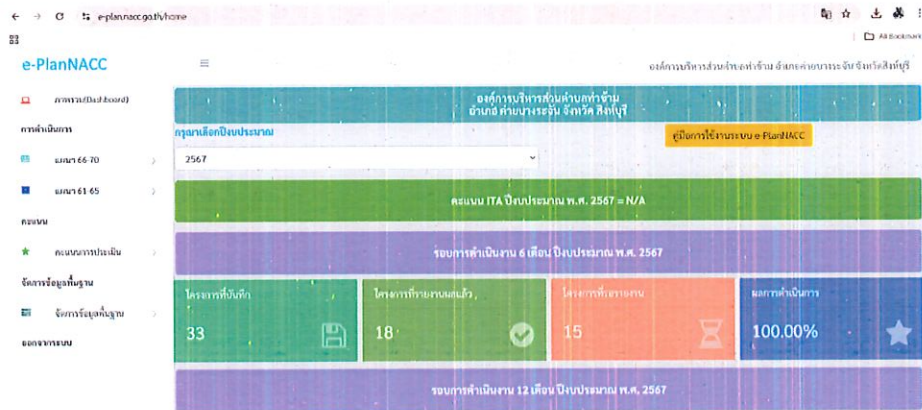 e-plan.nacc.go.th/home
All Bookmark
e-PlanNACC
องค์การบริหารส่วนตำบลท่าข้าม อำเภอค่ายบางระจัน จังหวัดสิงห์บุรี
ภาพรวม(Dashboard)
องค์การบริหารส่วนตำบลท่าข้าม
อำเภอ ค่ายบางระจัน จังหวัด สิงห์บุรี
การดำเนินการ
กรุณาเลือกปีงบประมาณ
คู่มือการใช้งานระบบ e-PlanNACC
แผนฯ 66-70
2567
แผนฯ 61-65
คะแนน ITA ปีงบประมาณ พ.ศ. 2567 = N/A
คะแนน
คะแนนการประเมิน
รอบการดำเนินงาน 6 เดือน ปีงบประมาณ พ.ศ. 2567
จัดการข้อมูลพื้นฐาน
จัดการข้อมูลพื้นฐาน
ออกจากระบบ
โครงการที่บันทึก
33
โครงการที่รายงานผลแล้ว
18
โครงการที่รอรายงาน
15
ผลการดำเนินการ
100.00%
รอบการดำเนินงาน 12 เดือน ปีงบประมาณ พ.ศ. 2567